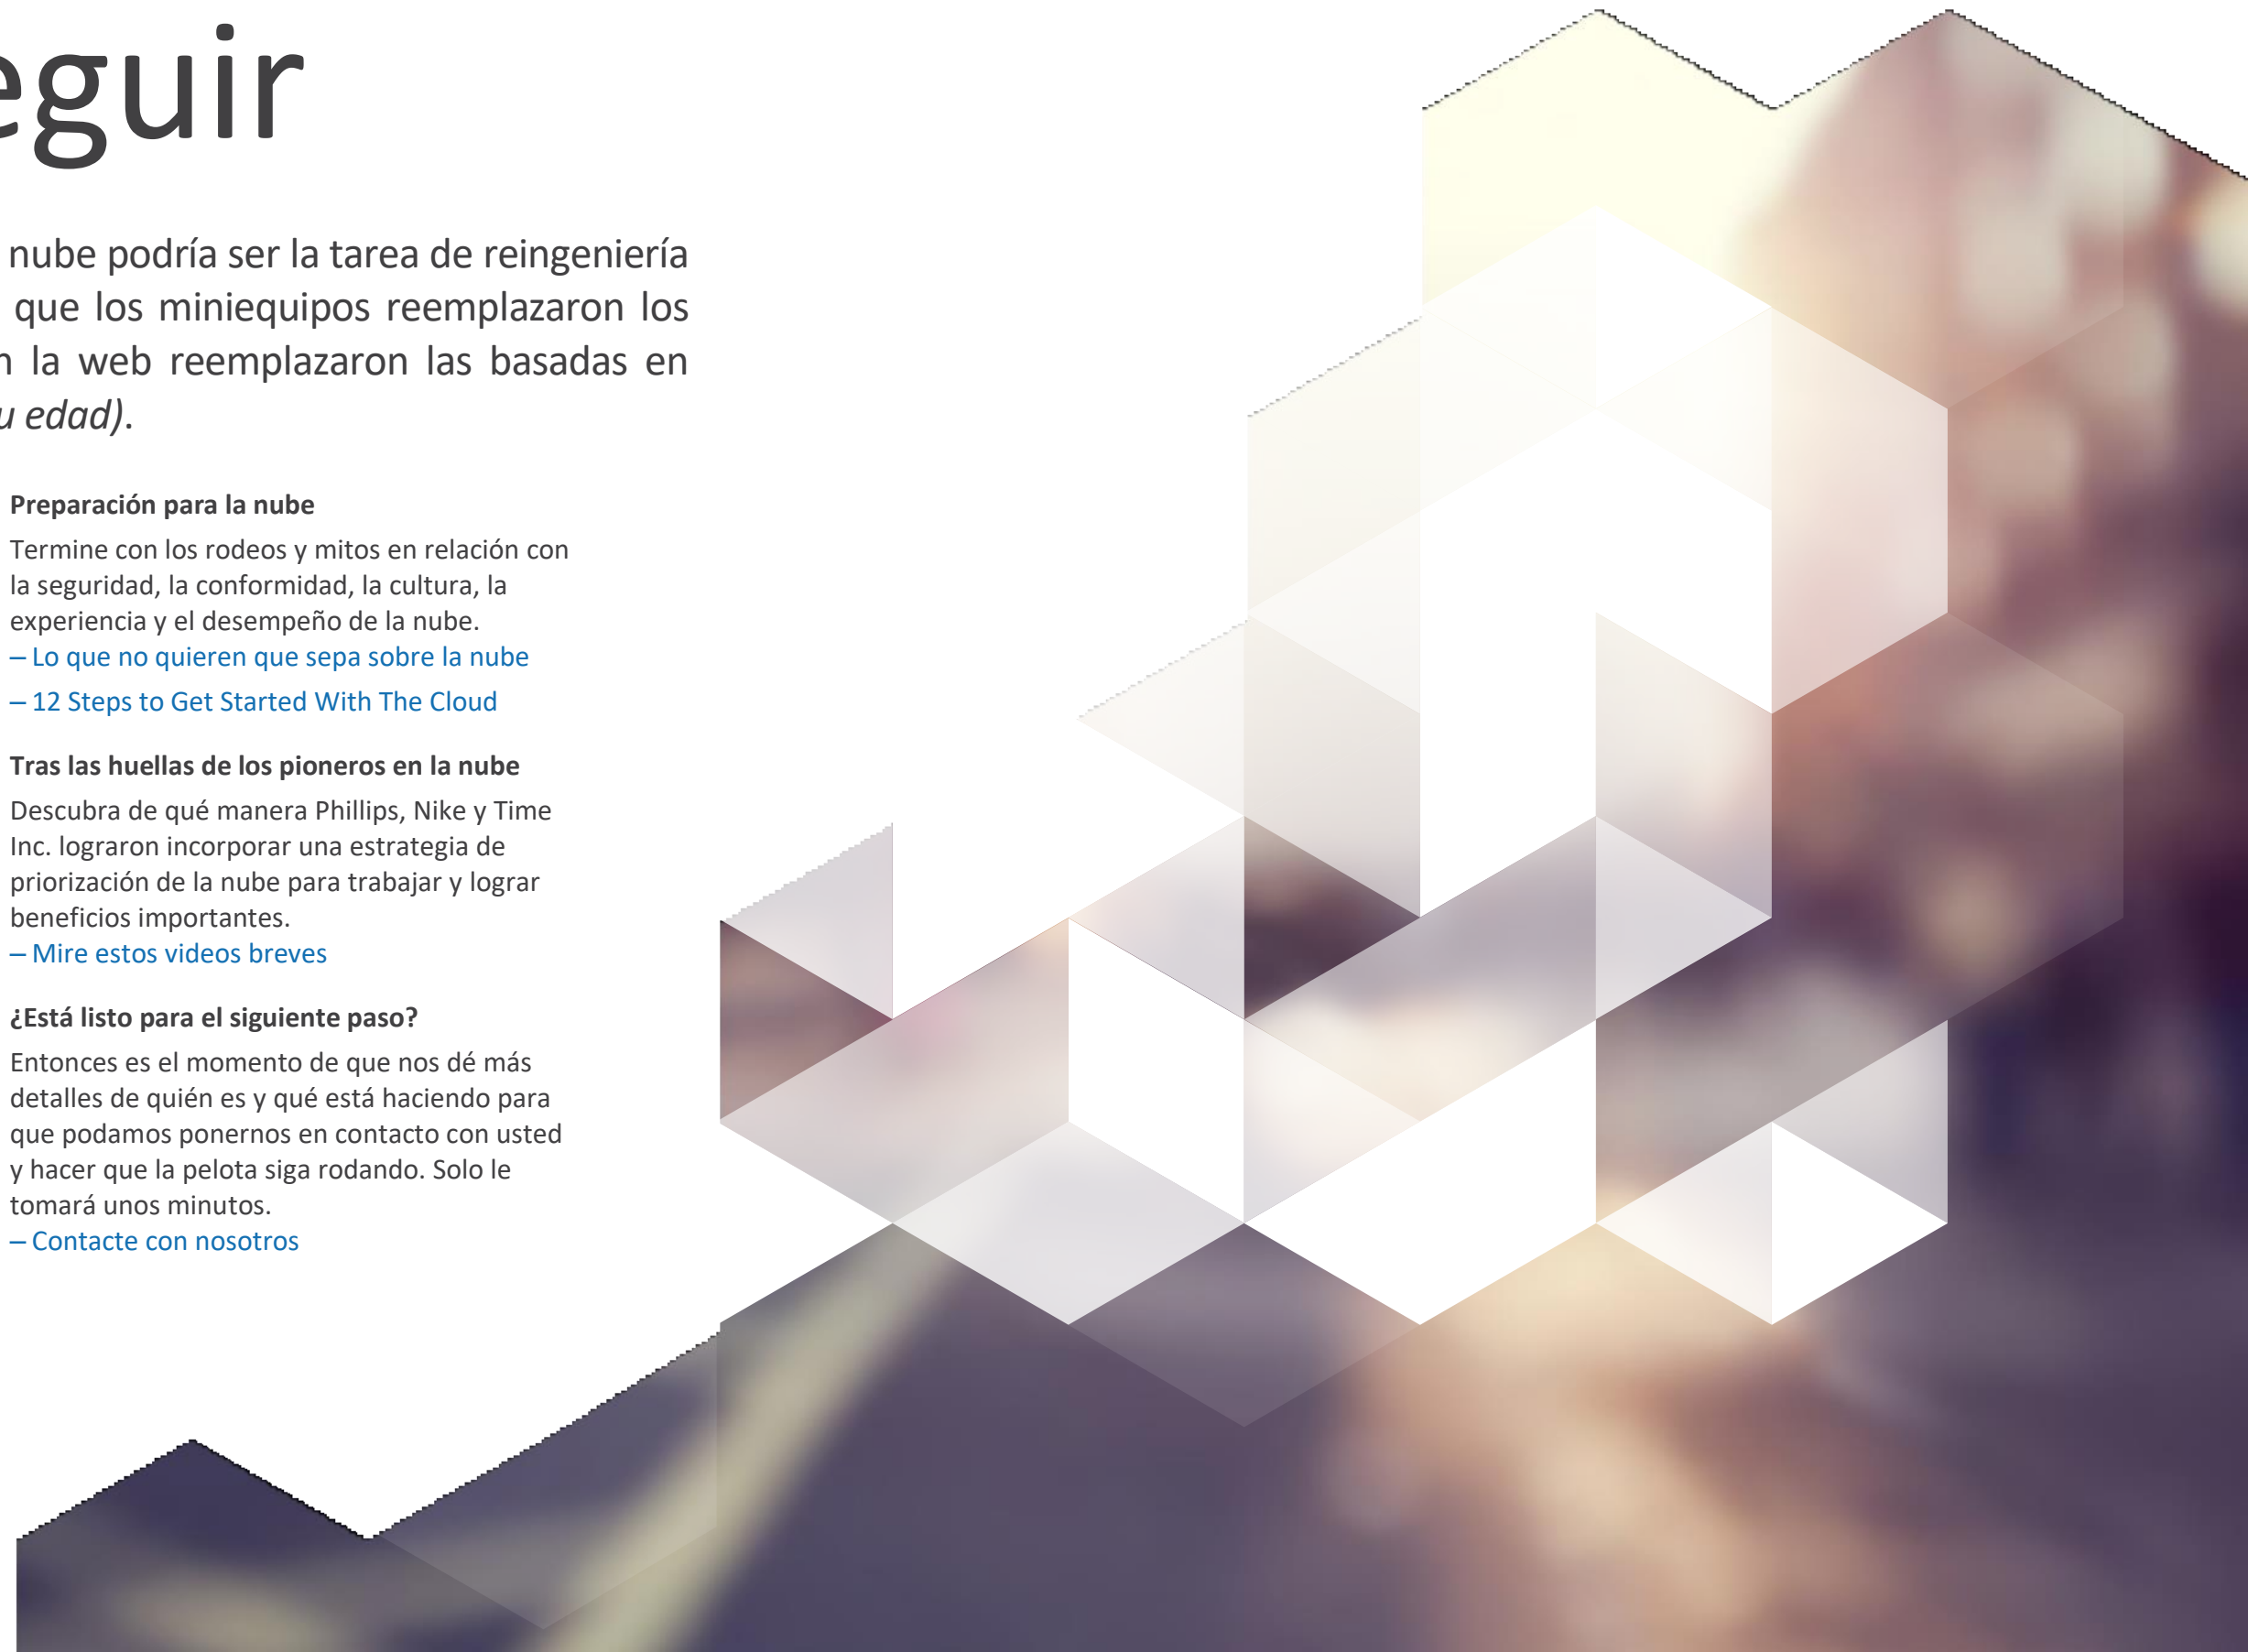 eguir
nube podría ser la tarea de reingeniería
que los miniequipos reemplazaron los
la web reemplazaron las basadas en
u edad).
Preparación para la nube
Termine con los rodeos y mitos en relación con
la seguridad, la conformidad, la cultura, la
experiencia y el desempeño de la nube.
– Lo que no quieren que sepa sobre la nube
– 12 Steps to Get Started With The Cloud
Tras las huellas de los pioneros en la nube
Descubra de qué manera Phillips, Nike y Time
Inc. lograron incorporar una estrategia de
priorización de la nube para trabajar y lograr
beneficios importantes.
– Mire estos videos breves
¿Está listo para el siguiente paso?
Entonces es el momento de que nos dé más
detalles de quién es y qué está haciendo para
que podamos ponernos en contacto con usted
y hacer que la pelota siga rodando. Solo le
tomará unos minutos.
– Contacte con nosotros